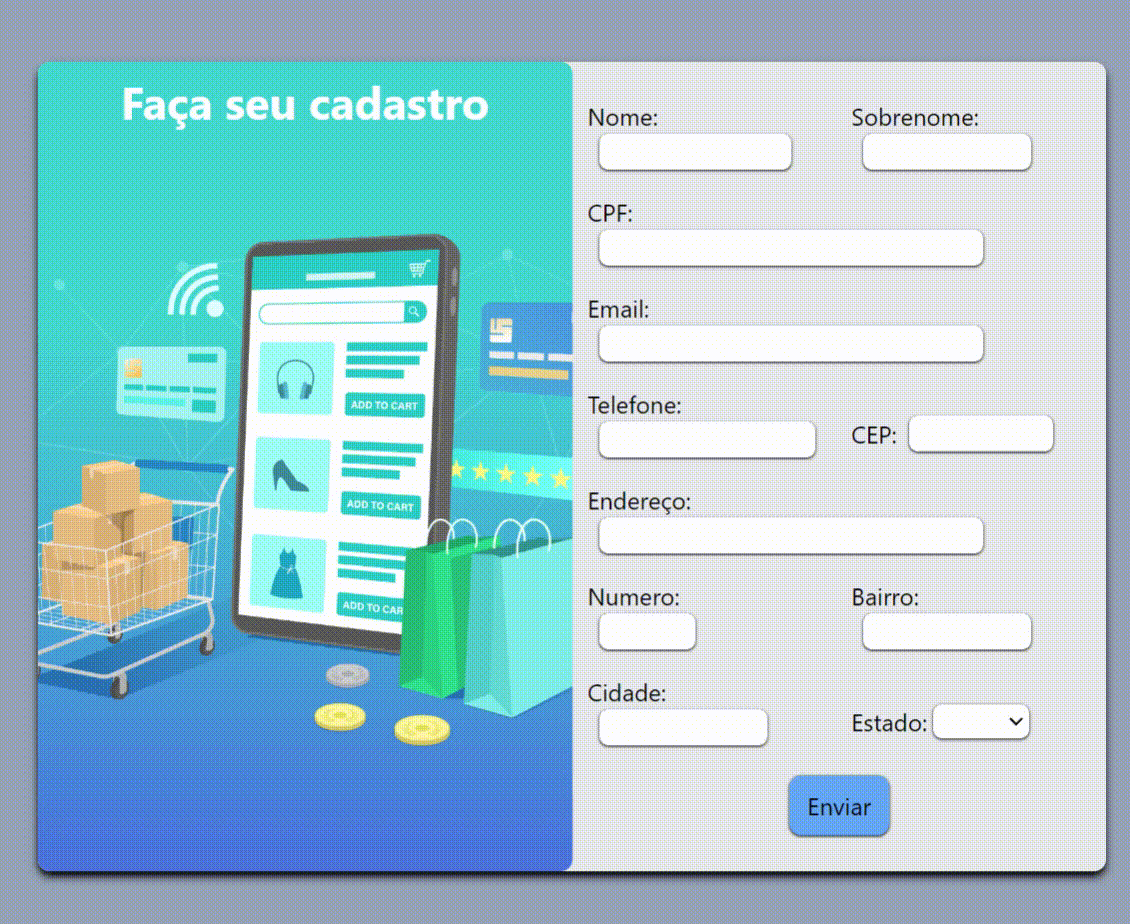 Faça seu cadastro
ADD TO CART
ADD TO CART
ADD TO CAR
Nome:
Sobrenome:
CPF:
Email:
Telefone:
CEP:
Endereço:
Numero:
Bairro:
Cidade:
Estado:
Enviar